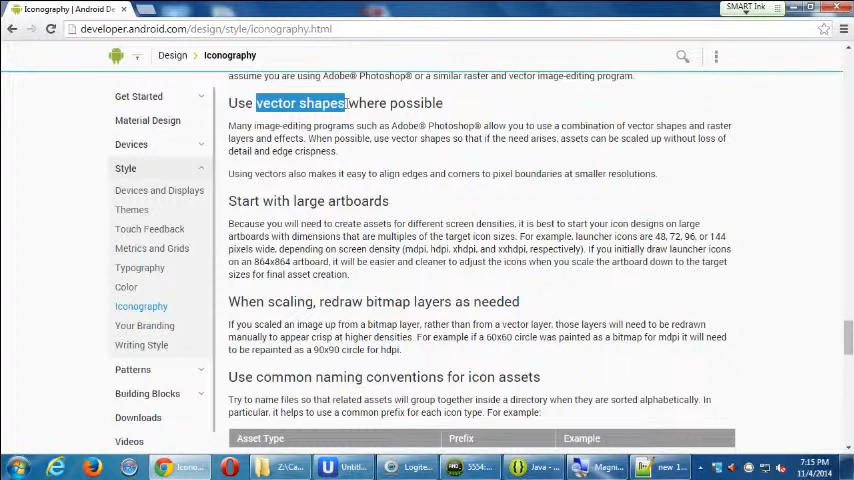 Iconography | Android De
SMART Ink
developer.android.com/design/style/iconography.html
Design
Iconography
assume you are using Adobe® Photoshop® or a similar raster and vector image-editing program.
Get Started
Material Design
Devices
Style
Devices and Displays
Themes
Touch Feedback
Metrics and Grids
Typography
Color
Iconography
Your Branding
Writing Style
Patterns
Building Blocks
Downloads
Videos
Use vector shapes where possible
Many image-editing programs such as Adobe® Photoshop® allow you to use a combination of vector shapes and raster
layers and effects. When possible, use vector shapes so that if the need arises, assets can be scaled up without loss of
detail and edge crispness.
Using vectors also makes it easy to align edges and corners to pixel boundaries at smaller resolutions.
Start with large artboards
Because you will need to create assets for different screen densities, it is best to start your icon designs on large
artboards with dimensions that are multiples of the target icon sizes. For example, launcher icons are 48, 72, 96, or 144
pixels wide, depending on screen density (mdpi, hdpi, xhdpi, and xxhdpi, respectively). If you initially draw launcher icons
on an 864x864 artboard, it will be easier and cleaner to adjust the icons when you scale the artboard down to the target
sizes for final asset creation.
When scaling, redraw bitmap layers as needed
If you scaled an image up from a bitmap layer, rather than from a vector layer, those layers will need to be redrawn
manually to appear crisp at higher densities. For example if a 60x60 circle was painted as a bitmap for mdpi it will need
to be repainted as a 90x90 circle for hdpi.
Use common naming conventions for icon assets
Try to name files so that related assets will group together inside a directory when they are sorted alphabetically. In
particular, it helps to use a common prefix for each icon type. For example:
Asset Type Prefix Example
Icono...
Z:\Ca...
Untitl...
Logite...
5554:...
Java - ...
Magni...
new 1...
7:15 PM
11/4/2014